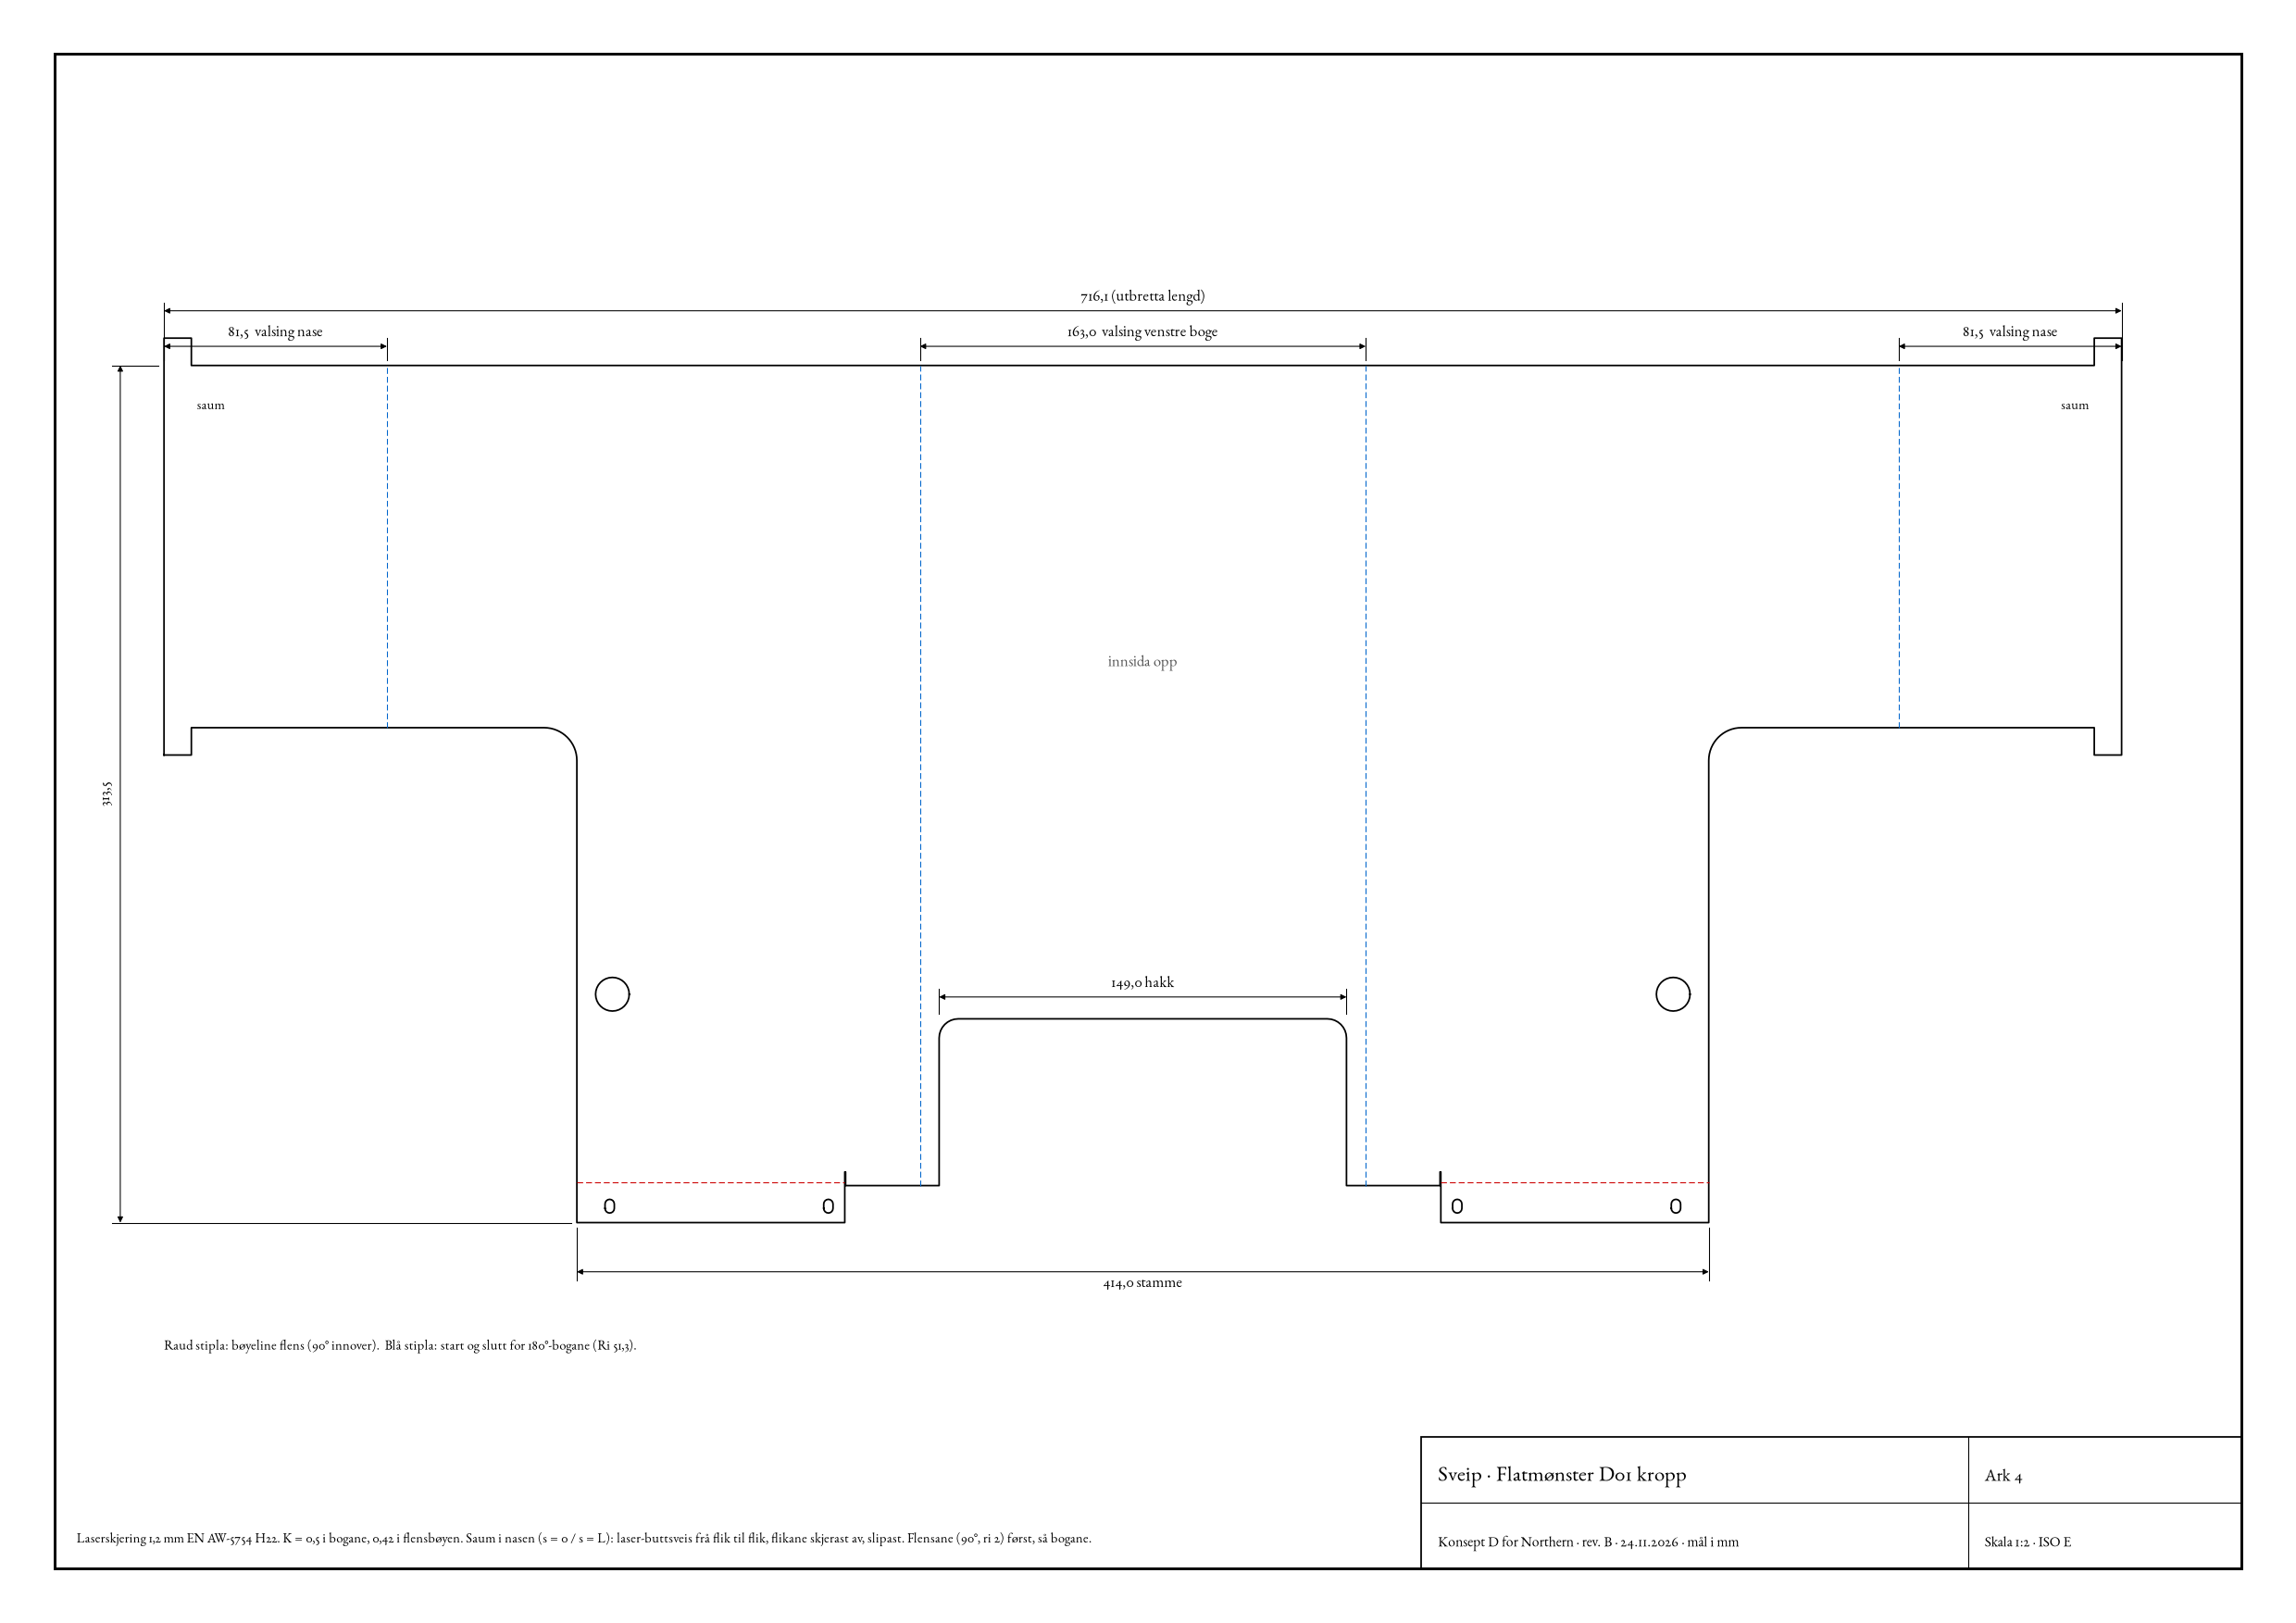 716,1 (utbretta lengd)
81,5 valsing nase
163,0 valsing venstre boge
81,5 valsing nase
saum
saum
innsida opp
313,5
149,0 hakk
414,0 stamme
Raud stipla: bøyeline flens (90° innover). Blå stipla: start og slutt for 180°-bogane (Ri 51,3).
Sveip · Flatmønster D01 kropp
Ark 4
Laserskjering 1,2 mm EN AW-5754 H22. K = 0,5 i bogane, 0,42 i flensbøyen. Saum i nasen (s = 0 / s = L): laser-buttsveis frå flik til flik, flikane skjerast av, slipast. Flensane (90°, ri 2) først, så bogane.
Konsept D for Northern · rev. B · 24.11.2026 · mål i mm
Skala 1:2 · ISO E